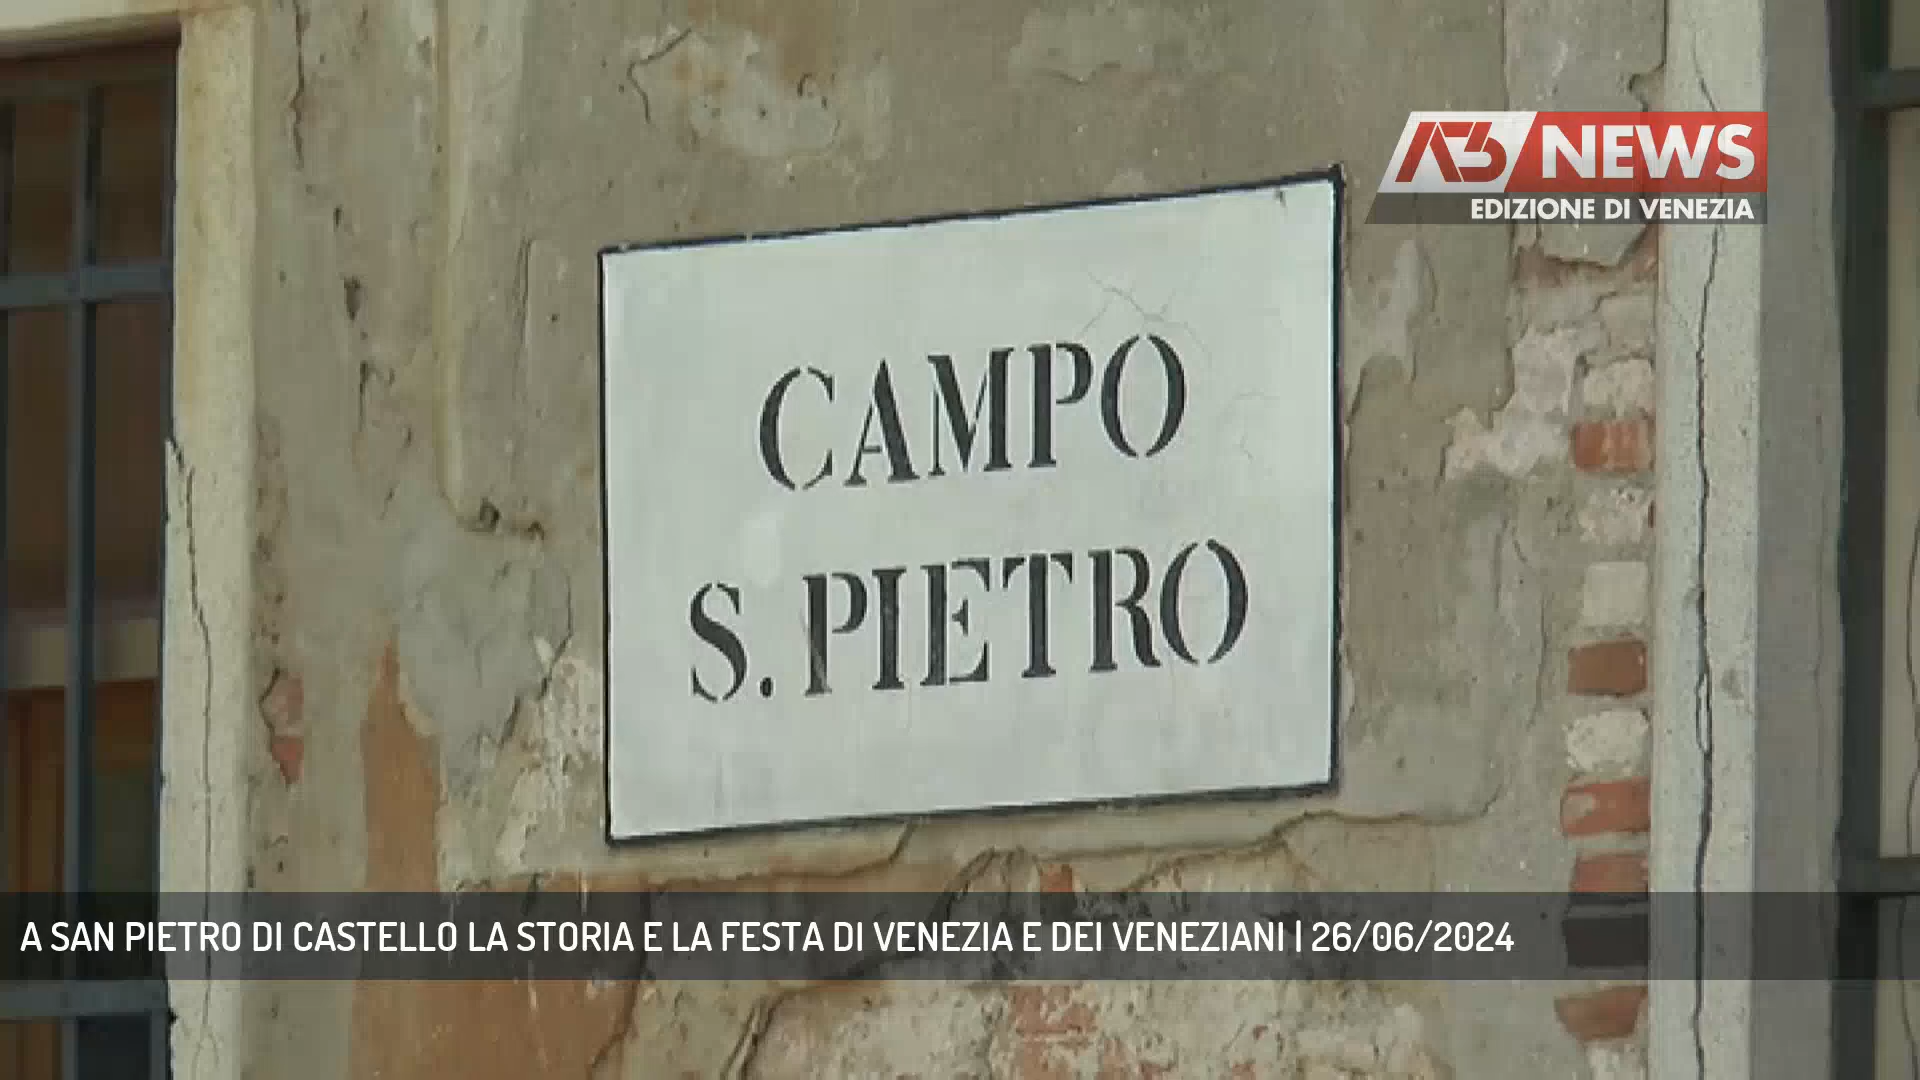 A3 NEWS
EDIZIONE DI VENEZIA
CAMPO
S. PIETRO
A SAN PIETRO DI CASTELLO LA STORIA E LA FESTA DI VENEZIA E DEI VENEZIANI | 26/06/2024